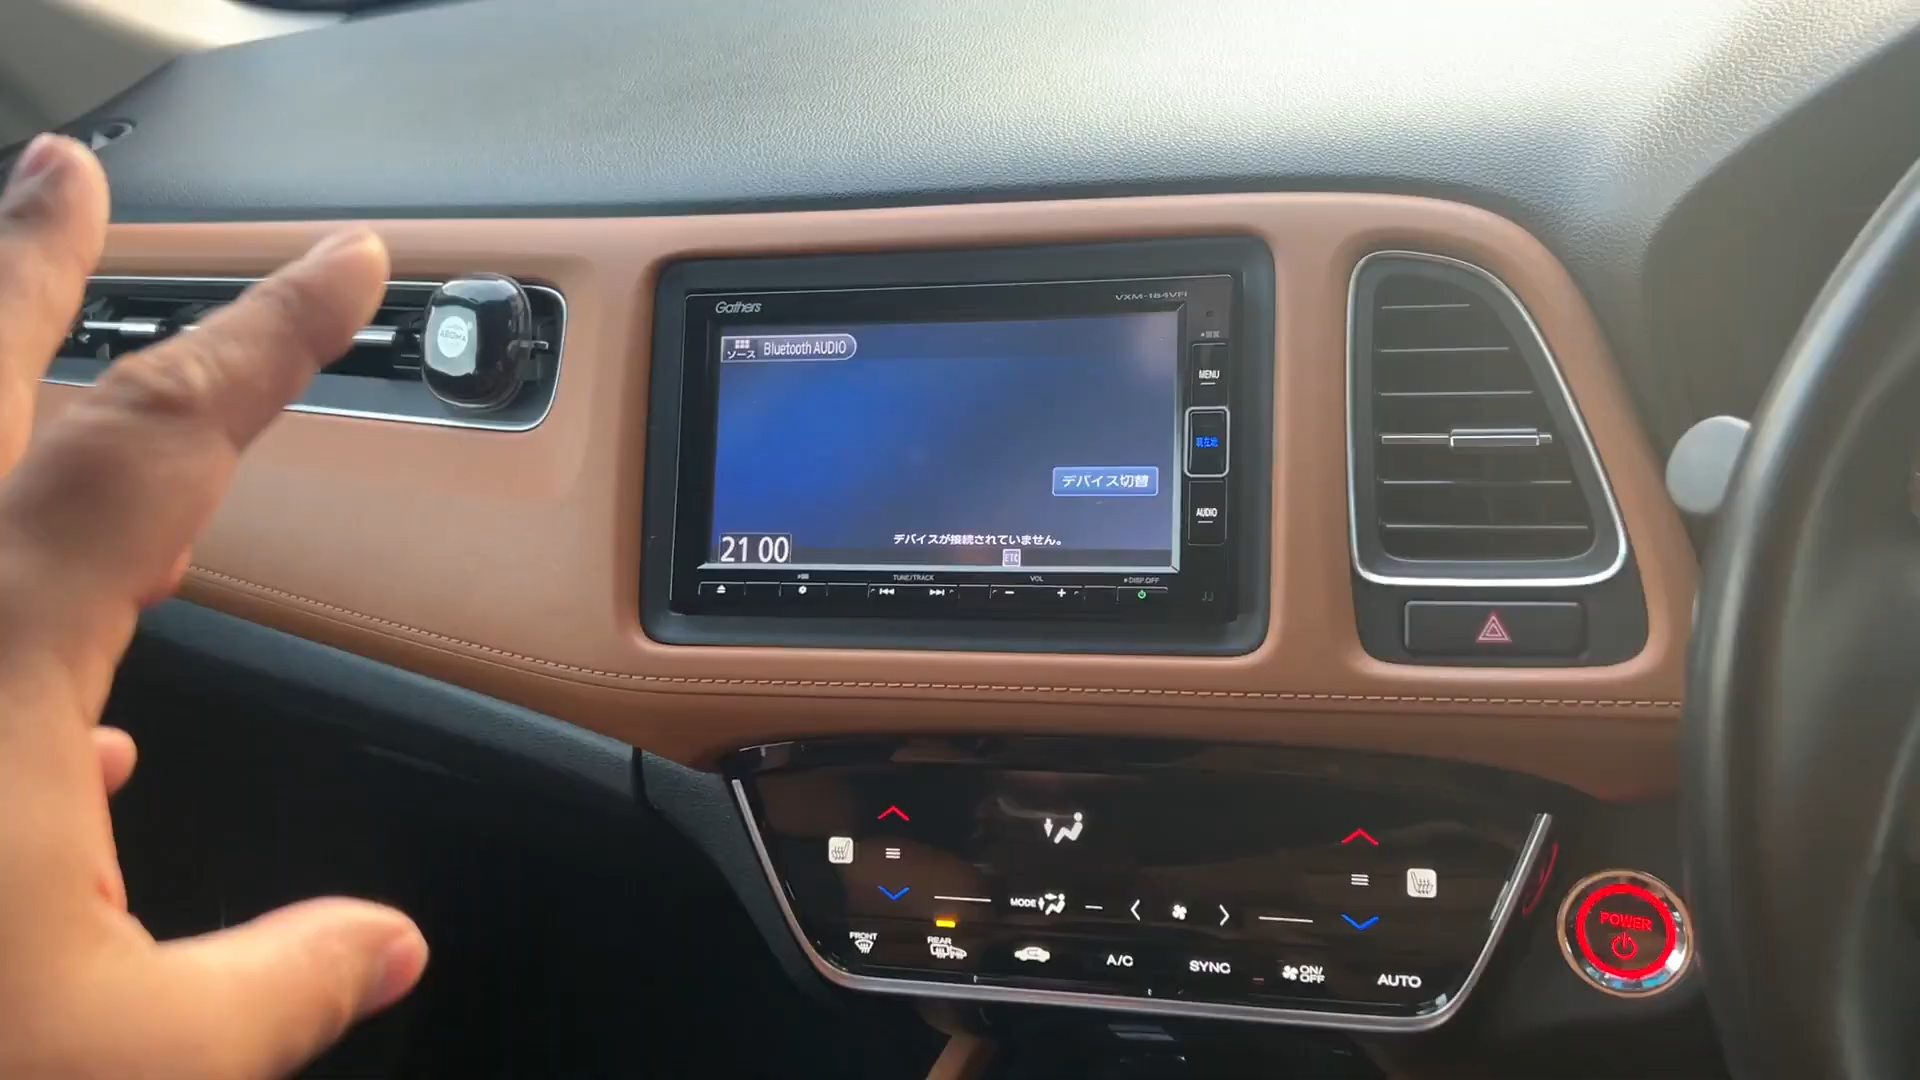 Gathers
VXM-184VFi
ソース Bluetooth AUDIO
MENU
現在地
デバイス切替
AUDIO
デバイスが接続されていません。
21 00
ETC
TUNE/TRACK
VOL
DISP.OFF
AROMA
MODE
FRONT
REAR
A/C
SYNC
ON/OFF
AUTO
POWER